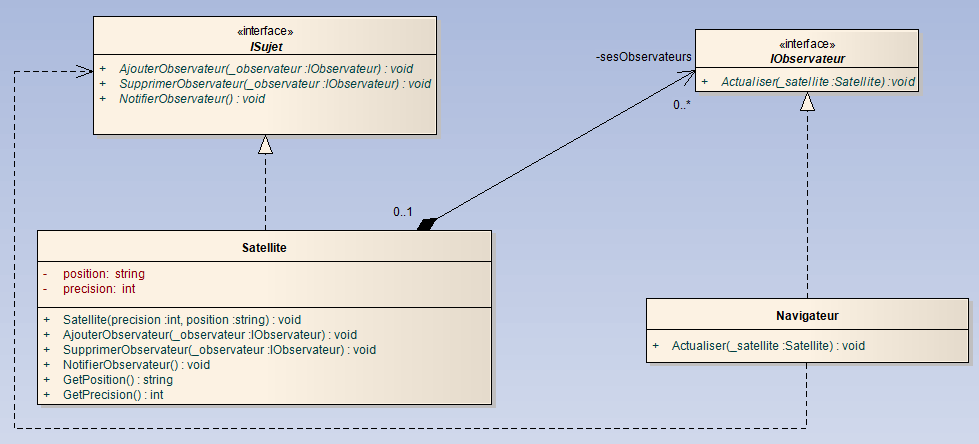 «interface»
ISujet
+ AjouterObservateur(_observateur :IObservateur) : void
+ SupprimerObservateur(_observateur :IObservateur) : void
+ NotifierObservateur() : void
«interface»
IObservateur
+ Actualiser(_satellite :Satellite) : void
-sesObservateurs
0..*
0..1
Satellite
- position: string
- precision: int
+ Satellite(precision :int, position :string) : void
+ AjouterObservateur(_observateur :IObservateur) : void
+ SupprimerObservateur(_observateur :IObservateur) : void
+ NotifierObservateur() : void
+ GetPosition() : string
+ GetPrecision() : int
Navigateur
+ Actualiser(_satellite :Satellite) : void